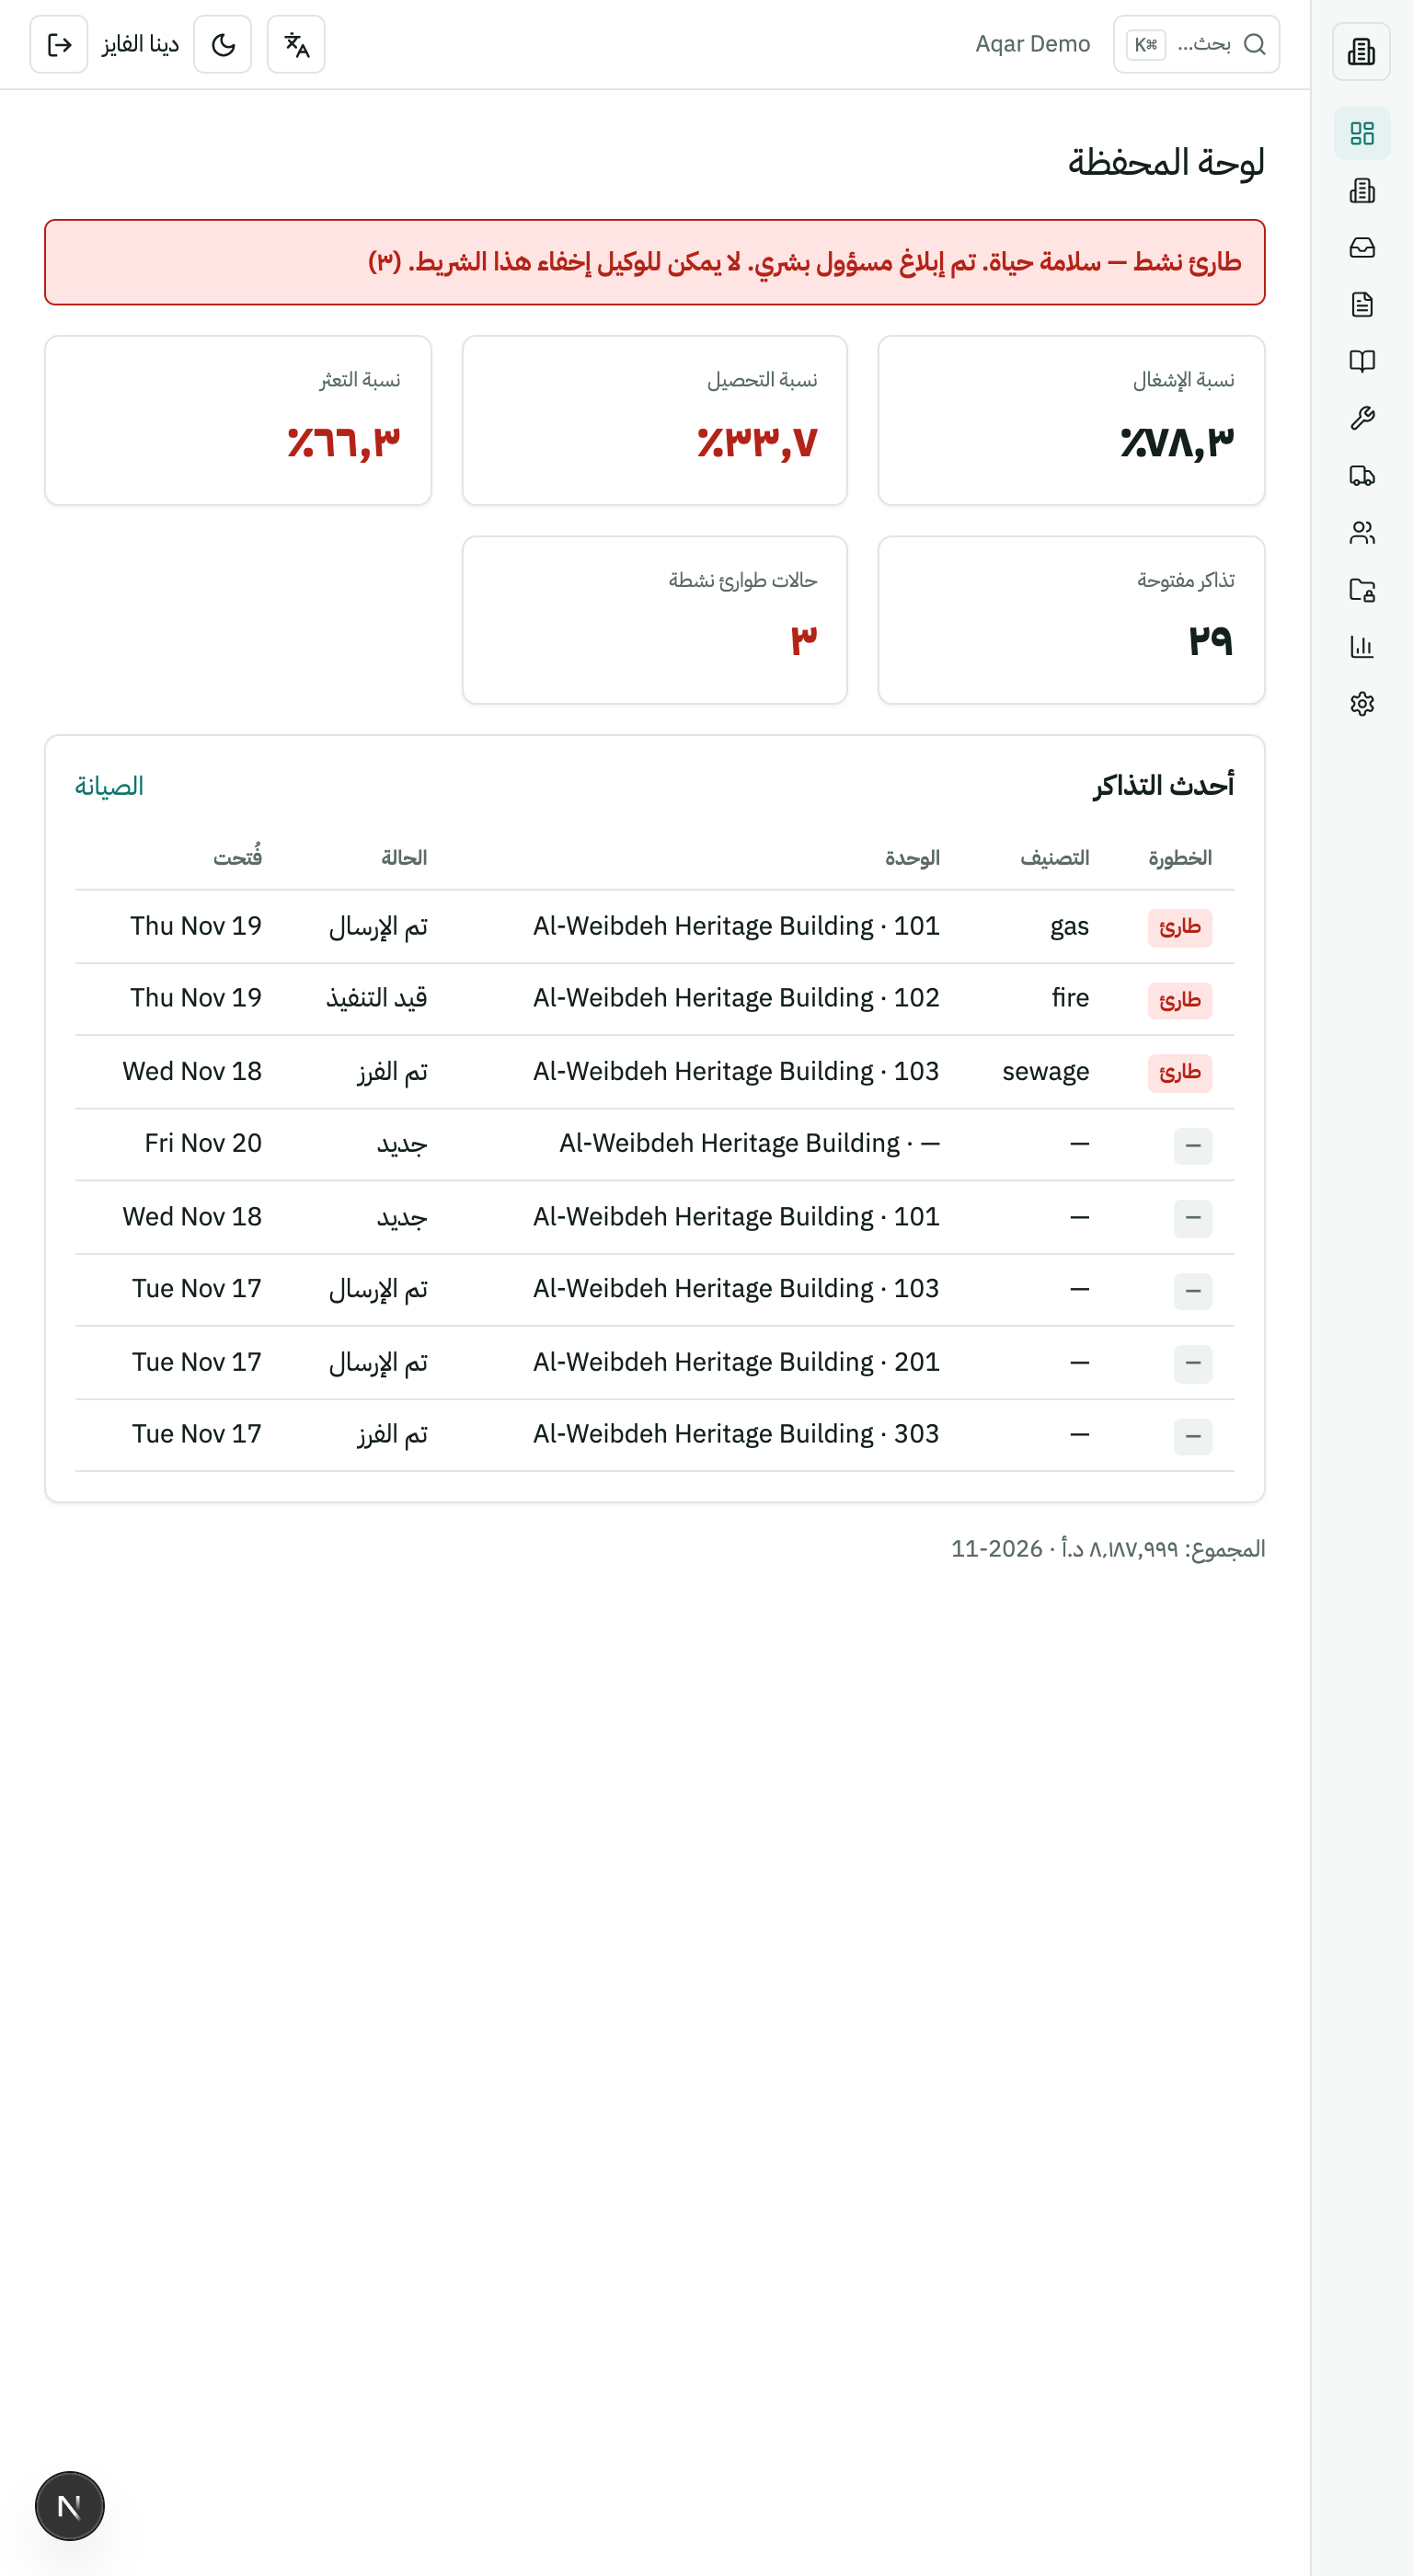 بحث... ⌘K
Aqar Demo
دينا الفايز
لوحة المحفظة
طارئ نشط — سلامة حياة. تم إبلاغ مسؤول بشري. لا يمكن للوكيل إخفاء هذا الشريط. (٣)
نسبة الإشغال
٧٨,٣٪
نسبة التحصيل
٣٣,٧٪
نسبة التعثر
٦٦,٣٪
تذاكر مفتوحة
٢٩
حالات طوارئ نشطة
٣
أحدث التذاكر
الصيانة
الخطورة التصنيف الوحدة الحالة فُتحت
طارئ gas Al-Weibdeh Heritage Building · 101 تم الإرسال Thu Nov 19
طارئ fire Al-Weibdeh Heritage Building · 102 قيد التنفيذ Thu Nov 19
طارئ sewage Al-Weibdeh Heritage Building · 103 تم الفرز Wed Nov 18
— — Al-Weibdeh Heritage Building · — جديد Fri Nov 20
— — Al-Weibdeh Heritage Building · 101 جديد Wed Nov 18
— — Al-Weibdeh Heritage Building · 103 تم الإرسال Tue Nov 17
— — Al-Weibdeh Heritage Building · 201 تم الإرسال Tue Nov 17
— — Al-Weibdeh Heritage Building · 303 تم الفرز Tue Nov 17
المجموع: ٨٬١٨٧,٩٩٩ د.أ · 2026-11
N